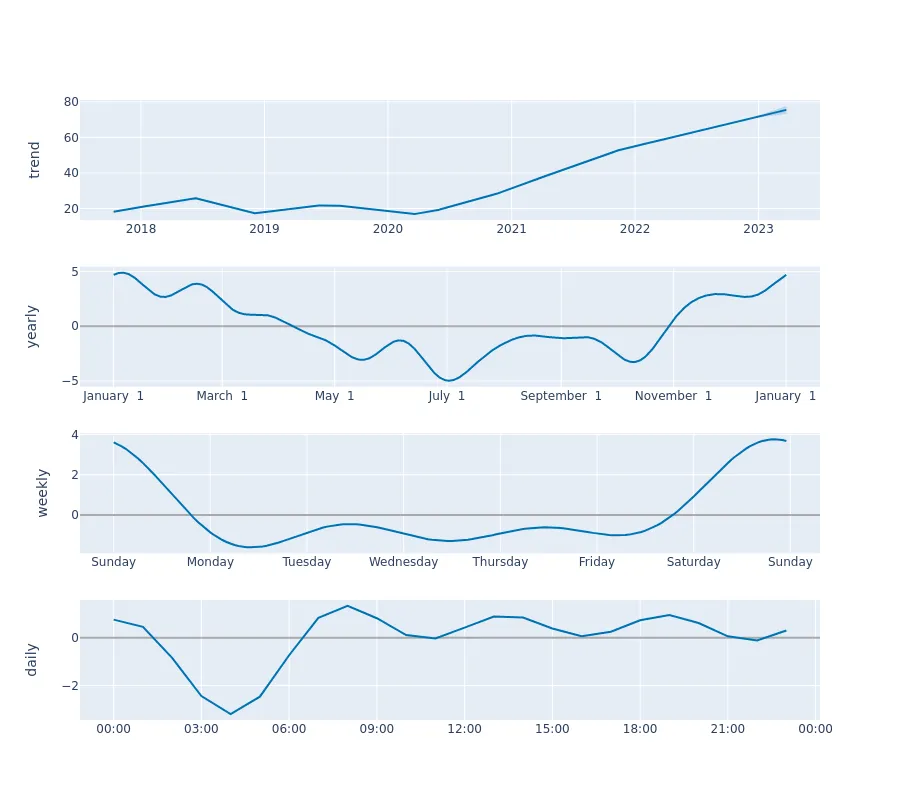 trend
80
60
40
20
2018 2019 2020 2021 2022 2023
yearly
5
0
−5
January 1 March 1 May 1 July 1 September 1 November 1 January 1
weekly
4
2
0
Sunday Monday Tuesday Wednesday Thursday Friday Saturday Sunday
daily
0
−2
00:00 03:00 06:00 09:00 12:00 15:00 18:00 21:00 00:00